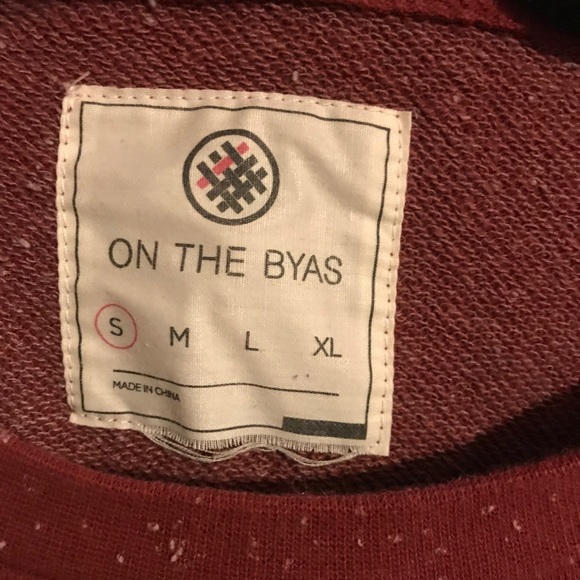 ON THE BYAS
S M L XL
MADE IN CHINA